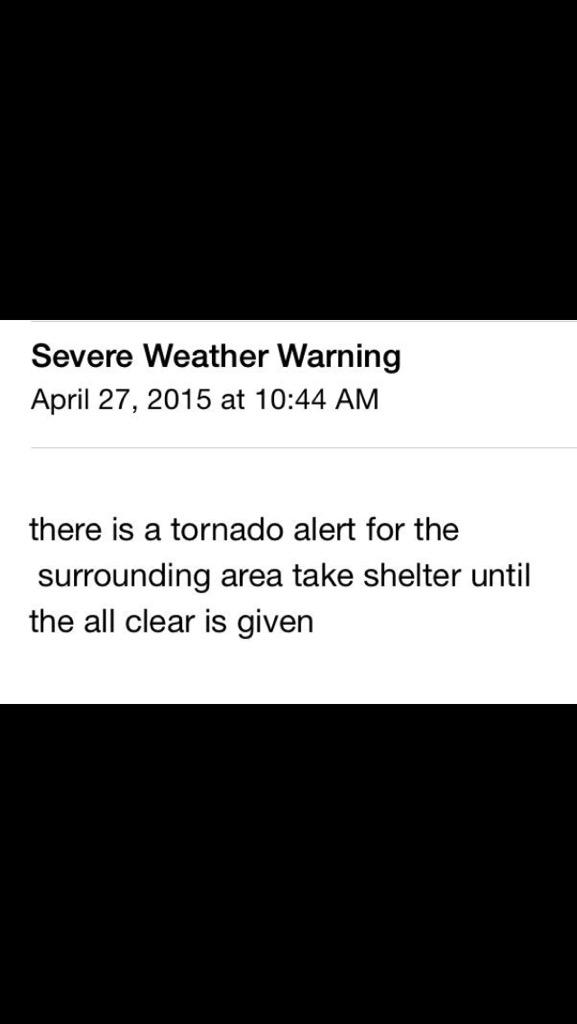 Severe Weather Warning
April 27, 2015 at 10:44 AM
there is a tornado alert for the
surrounding area take shelter until
the all clear is given